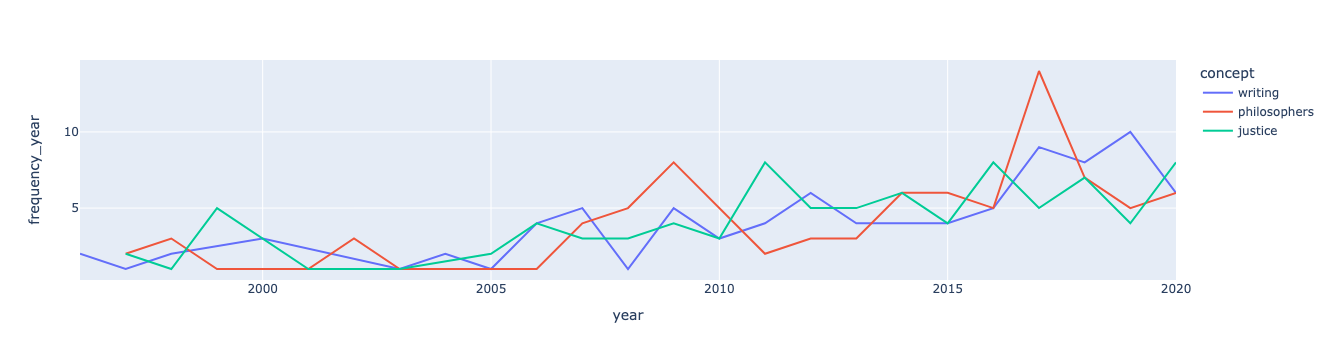 concept
writing
philosophers
justice
frequency_year
10
5
2000
2005
2010
2015
2020
year